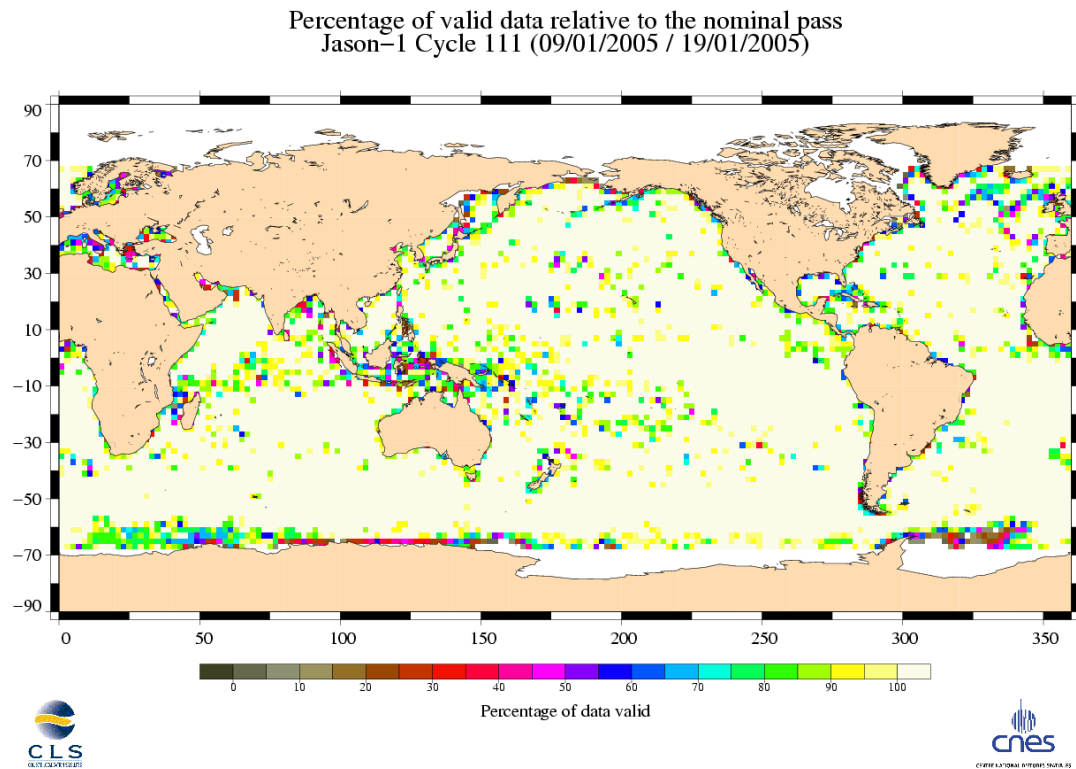 Percentage of valid data relative to the nominal pass
Jason−1 Cycle 111 (09/01/2005 / 19/01/2005)
90
70
50
30
10
−10
−30
−50
−70
−90
0 50 100 150 200 250 300 350
0 10 20 30 40 50 60 70 80 90 100
Percentage of data valid
CLS
cnes